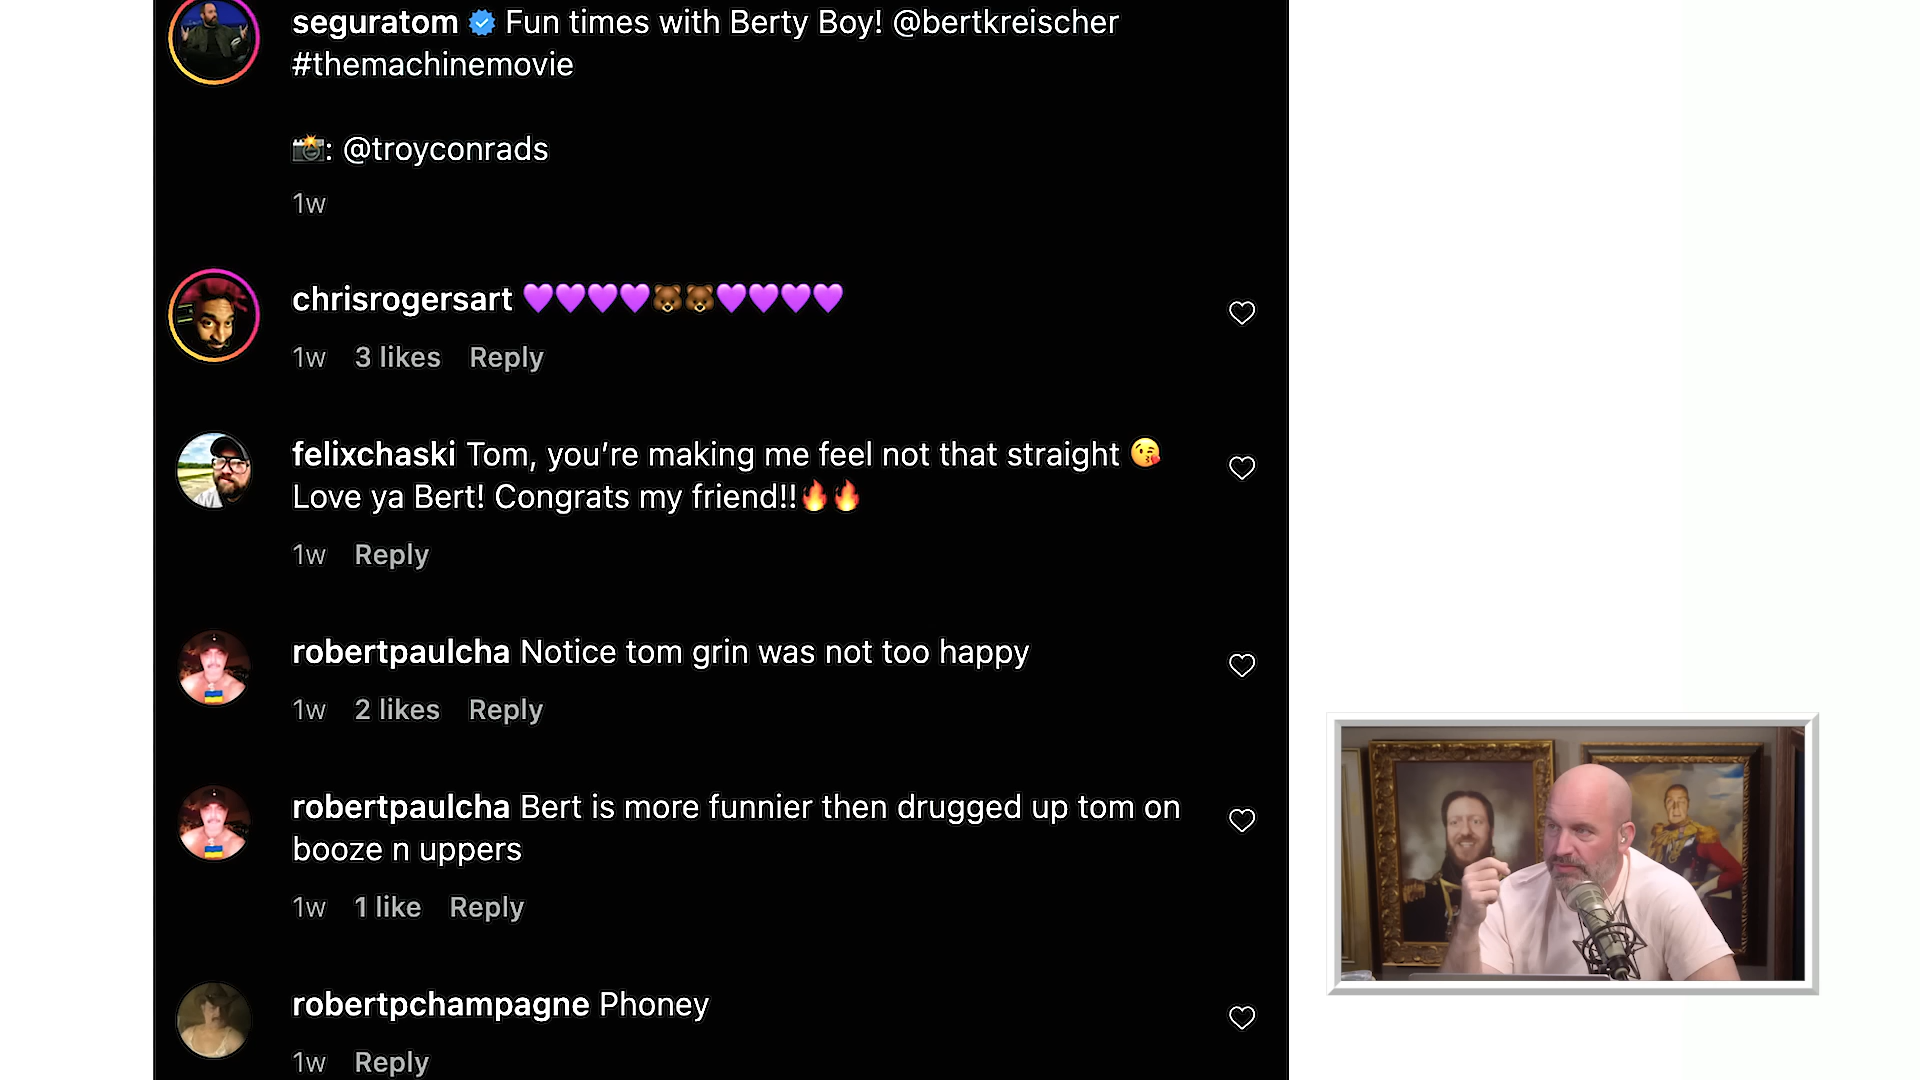 seguratom Fun times with Berty Boy! @bertkreischer
#themachinemovie
📸: @troyconrads
1w
chrisrogersart 💜💜💜💜🐻🐻💜💜💜💜
1w 3 likes Reply
felixchaski Tom, you’re making me feel not that straight 😘
Love ya Bert! Congrats my friend!!🔥🔥
1w Reply
robertpaulcha Notice tom grin was not too happy
1w 2 likes Reply
robertpaulcha Bert is more funnier then drugged up tom on
booze n uppers
1w 1 like Reply
robertpchampagne Phoney
1w Reply